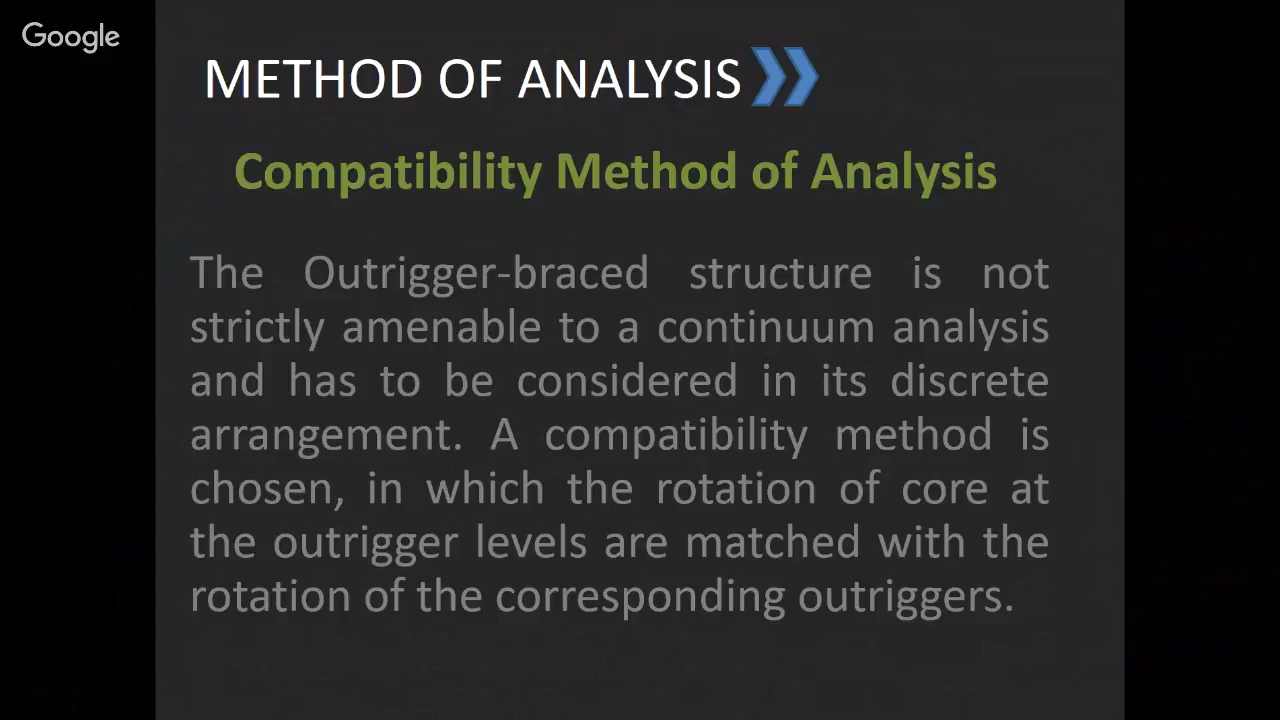 Google
METHOD OF ANALYSIS
Compatibility Method of Analysis
The Outrigger-braced structure is not
strictly amenable to a continuum analysis
and has to be considered in its discrete
arrangement. A compatibility method is
chosen, in which the rotation of core at
the outrigger levels are matched with the
rotation of the corresponding outriggers.